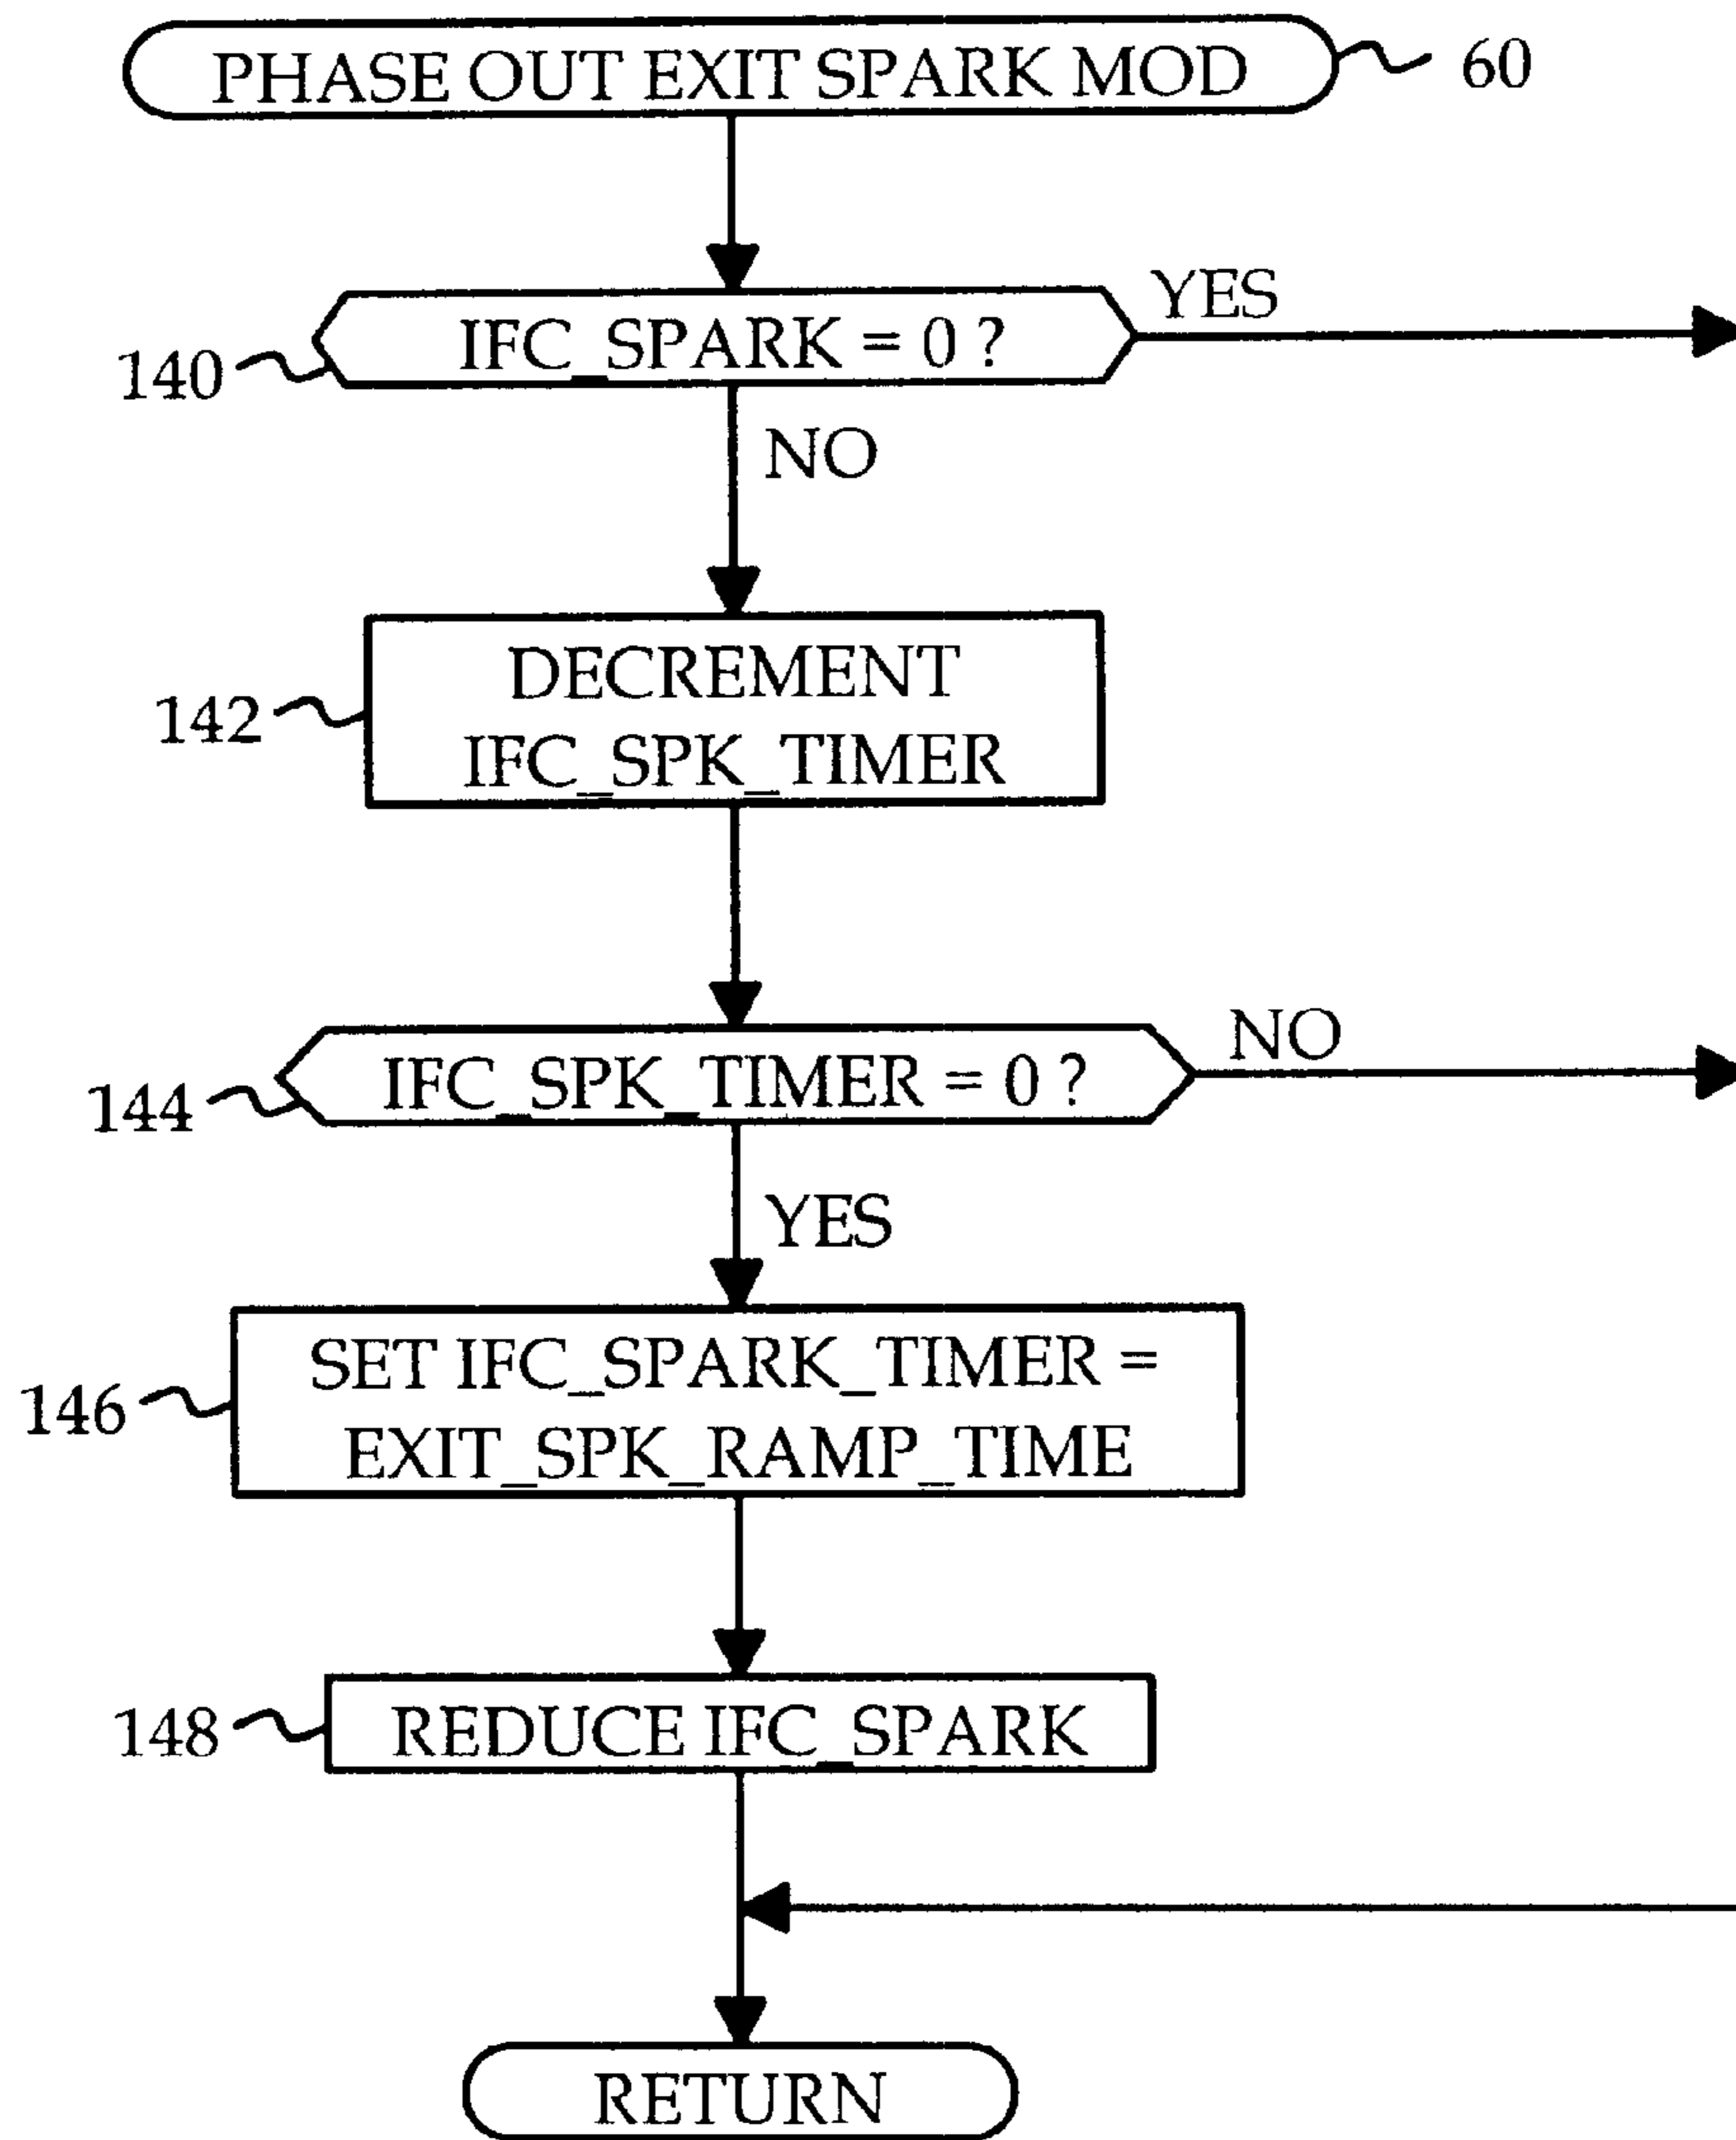 PHASE OUT EXIT SPARK MOD
60
YES
IFC_SPARK = 0 ?
140
NO
DECREMENT
142
IFC_SPK_TIMER
NO
IFC_SPK_TIMER = 0 ?
144
YES
SET IFC_SPARK_TIMER =
146
EXIT_SPK_RAMP_TIME
148
REDUCE IFC_SPARK
RETURN